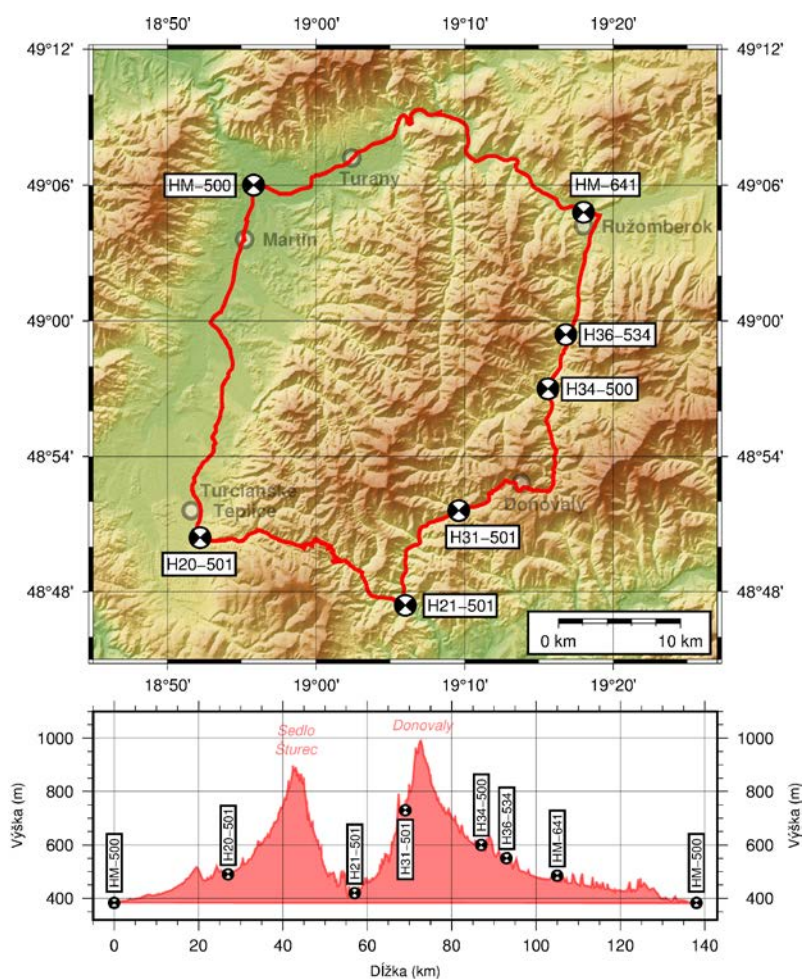 18°50' 19°00' 19°10' 19°20'
49°12' 49°12'
49°06' 49°06'
49°00' 49°00'
48°54' 48°54'
48°48' 48°48'
HM−500
Turany
HM−641
Ružomberok
Martin
H36−534
H34−500
Turcianske
Teplice
Donovaly
H31−501
H20−501
H21−501
0 km 10 km
18°50' 19°00' 19°10' 19°20'
Sedlo
Šturec
Donovaly
1000 1000
800 800
600 600
400 400
Výška (m)
Výška (m)
HM−500
H20−501
H21−501
H31−501
H34−500
H36−534
HM−641
HM−500
0 20 40 60 80 100 120 140
Dĺžka (km)